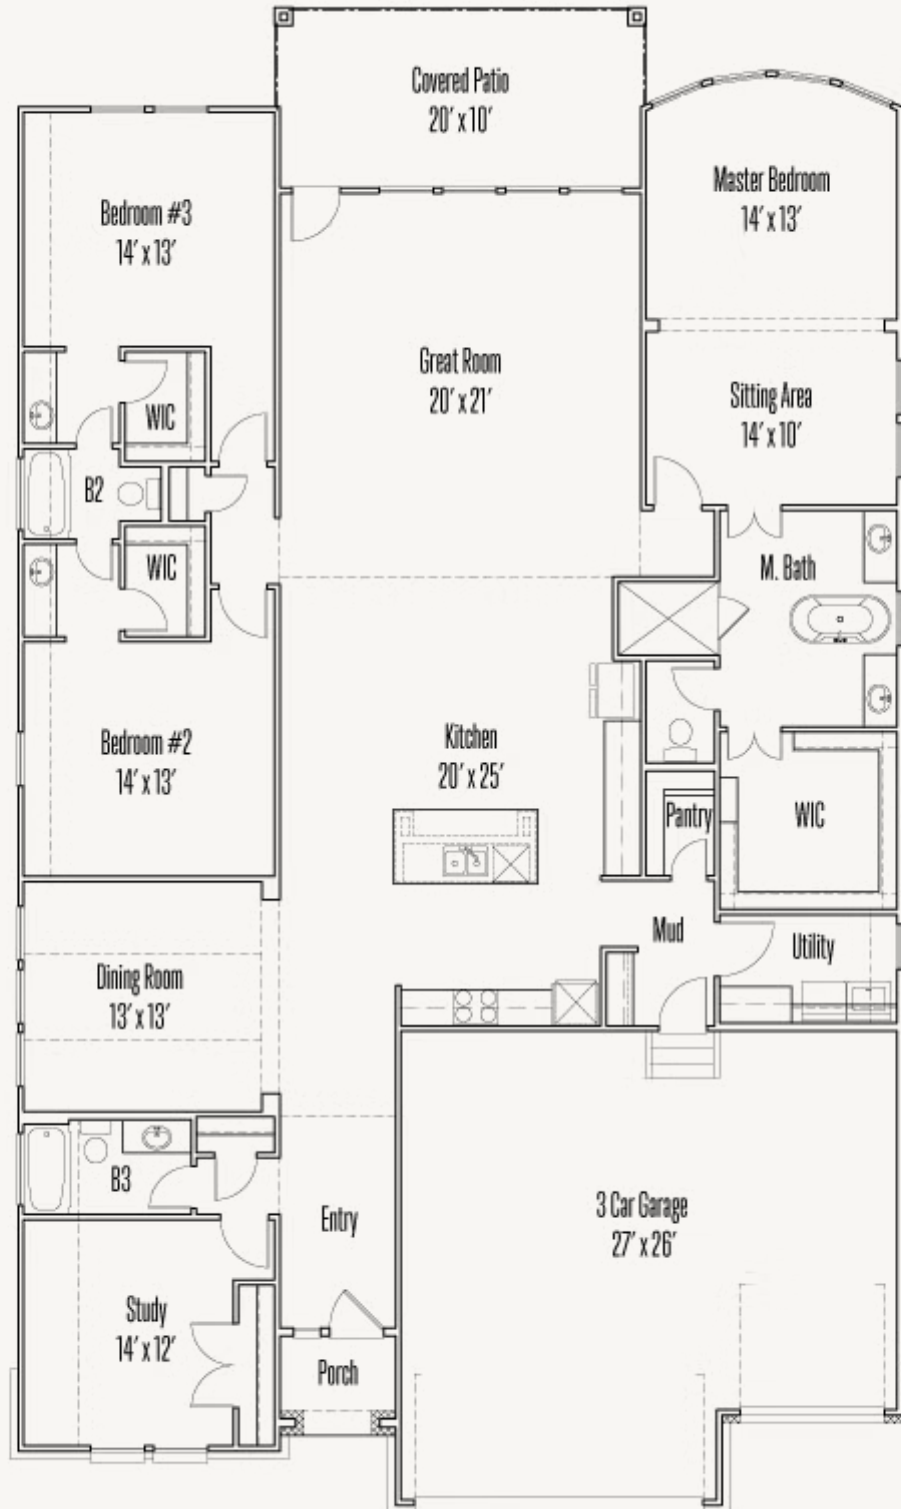 Covered Patio
20' x 10'
Master Bedroom
14' x 13'
Bedroom #3
14' x 13'
Great Room
20' x 21'
Sitting Area
14' x 10'
WIC
B2
WIC
M. Bath
Bedroom #2
14' x 13'
Kitchen
20' x 25'
Pantry
WIC
Mud
Utility
Dining Room
13' x 13'
B3
Entry
3 Car Garage
27' x 26'
Study
14' x 12'
Porch